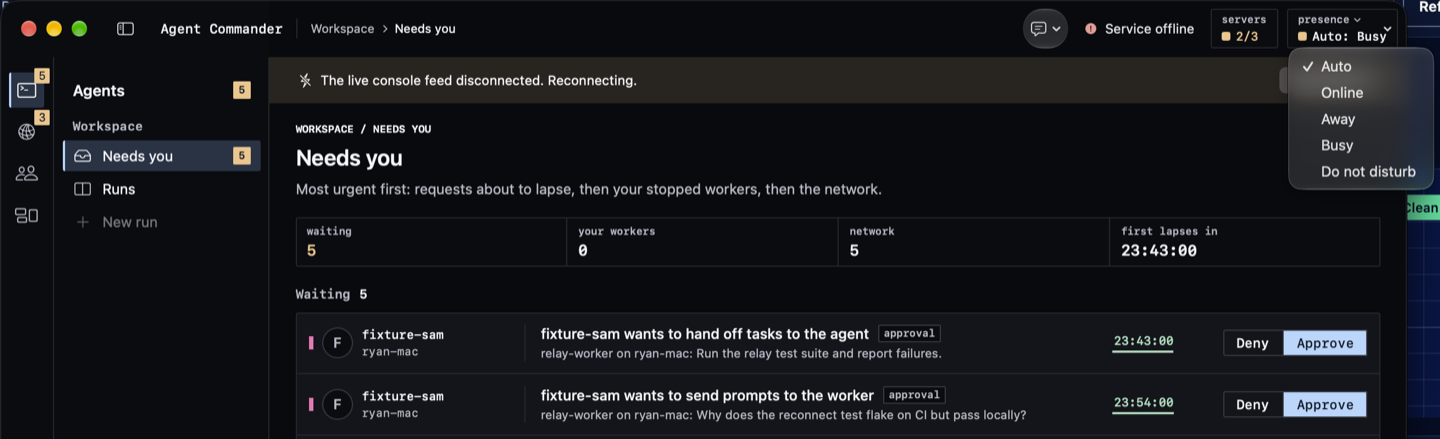 Agent Commander
Workspace > Needs you
Service offline
servers
2/3
presence
Auto: Busy
Ref
Auto
Online
Away
Busy
Do not disturb
5
3
Agents 5
Workspace
Needs you 5
Runs
+ New run
The live console feed disconnected. Reconnecting.
WORKSPACE / NEEDS YOU
Needs you
Most urgent first: requests about to lapse, then your stopped workers, then the network.
waiting
5
your workers
0
network
5
first lapses in
23:43:00
Clean
Waiting 5
F
fixture-sam
ryan-mac
fixture-sam wants to hand off tasks to the agent approval
relay-worker on ryan-mac: Run the relay test suite and report failures.
23:43:00
Deny Approve
F
fixture-sam
ryan-mac
fixture-sam wants to send prompts to the worker approval
relay-worker on ryan-mac: Why does the reconnect test flake on CI but pass locally?
23:54:00
Deny Approve